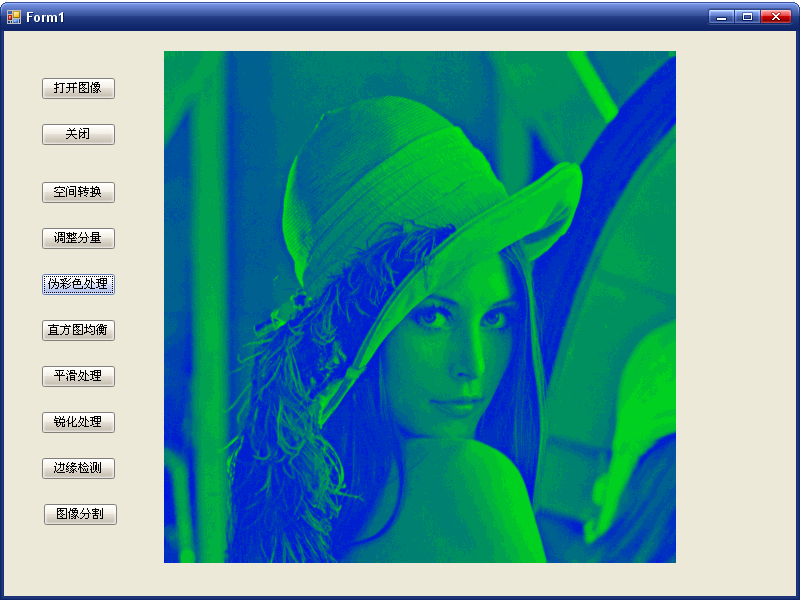 Form1
打开图像
关闭
空间转换
调整分量
伪彩色处理
直方图均衡
平滑处理
锐化处理
边缘检测
图像分割